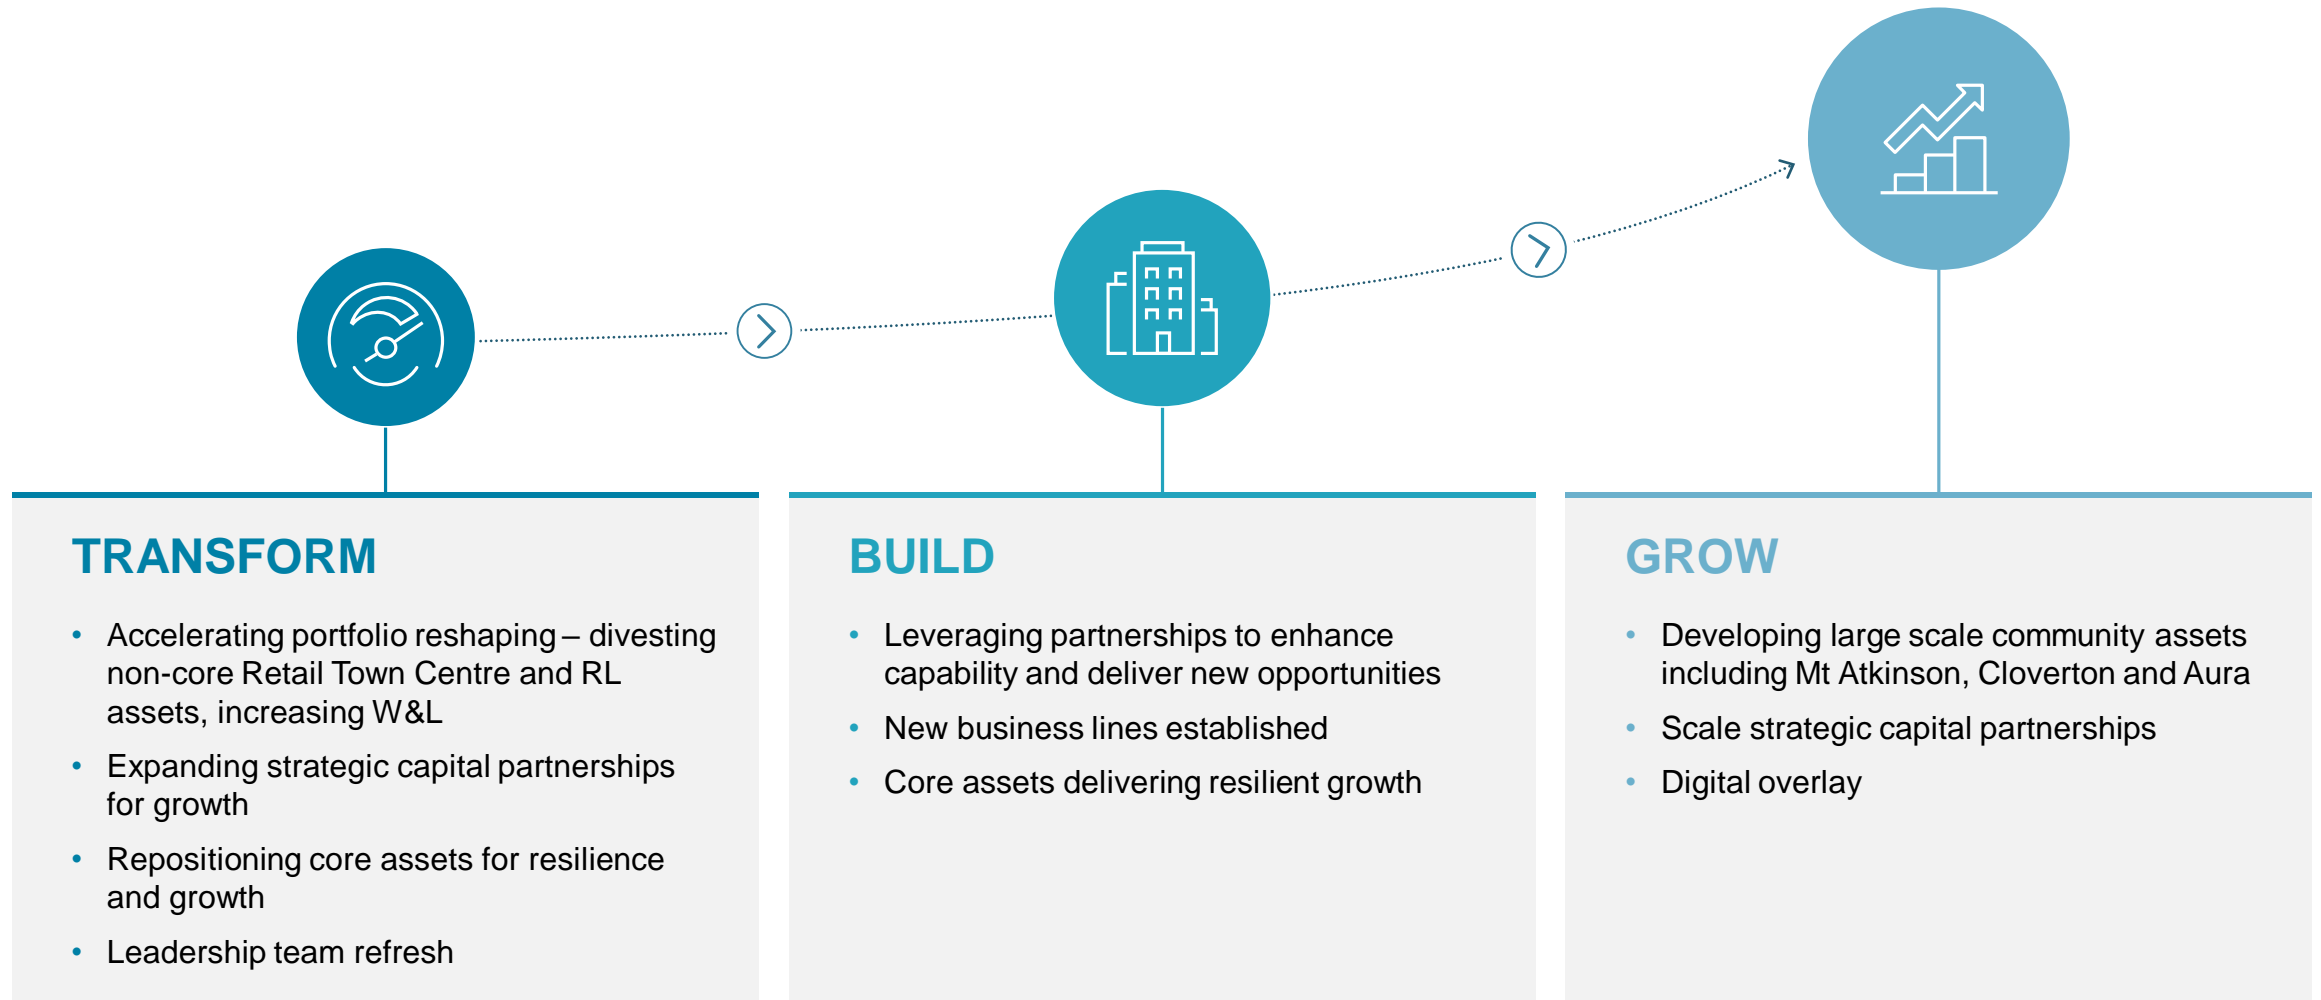 TRANSFORM
• Accelerating portfolio reshaping – divesting
non-core Retail Town Centre and RL
assets, increasing W&L
• Expanding strategic capital partnerships
for growth
• Repositioning core assets for resilience
and growth
• Leadership team refresh
BUILD
• Leveraging partnerships to enhance
capability and deliver new opportunities
• New business lines established
• Core assets delivering resilient growth
GROW
• Developing large scale community assets
including Mt Atkinson, Cloverton and Aura
• Scale strategic capital partnerships
• Digital overlay